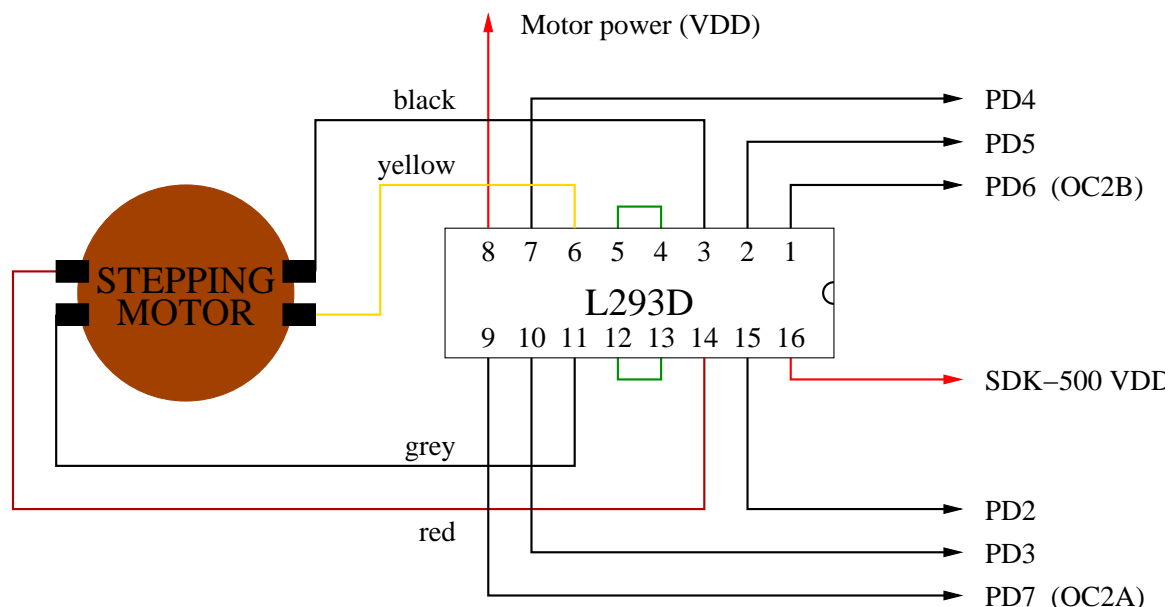 Motor power (VDD)
black
PD4
yellow
PD5
PD6 (OC2B)
8 7 6 5 4 3 2 1
STEPPING
MOTOR
L293D
9 10 11 12 13 14 15 16
SDK−500 VDD
grey
red
PD2
PD3
PD7 (OC2A)